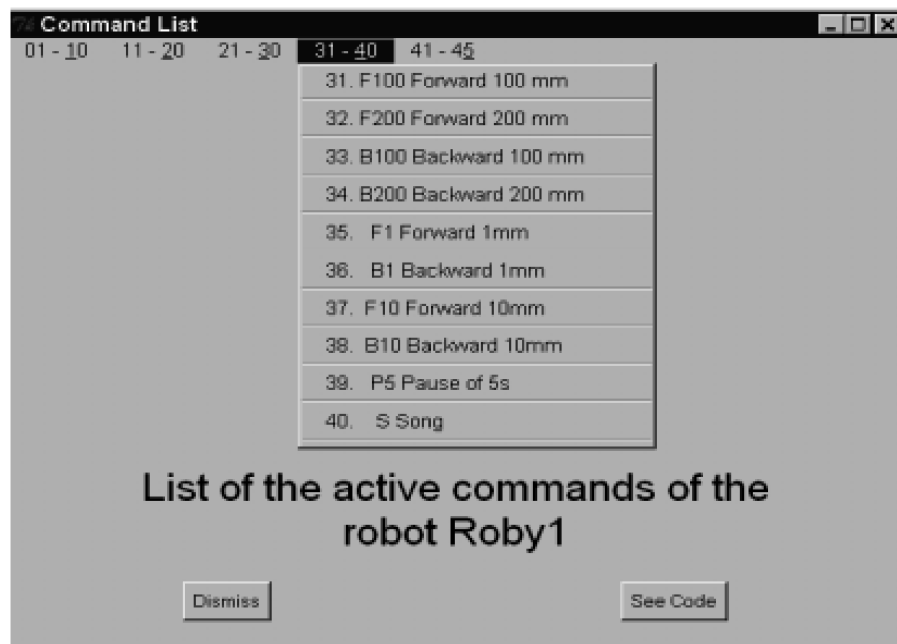 Command List
01 - 10 11 - 20 21 - 30 31 - 40 41 - 45
31. F100 Forward 100 mm
32. F200 Forward 200 mm
33. B100 Backward 100 mm
34. B200 Backward 200 mm
35. F1 Forward 1mm
36. B1 Backward 1mm
37. F10 Forward 10mm
38. B10 Backward 10mm
39. P5 Pause of 5s
40. S Song
List of the active commands of the
robot Roby1
Dismiss See Code